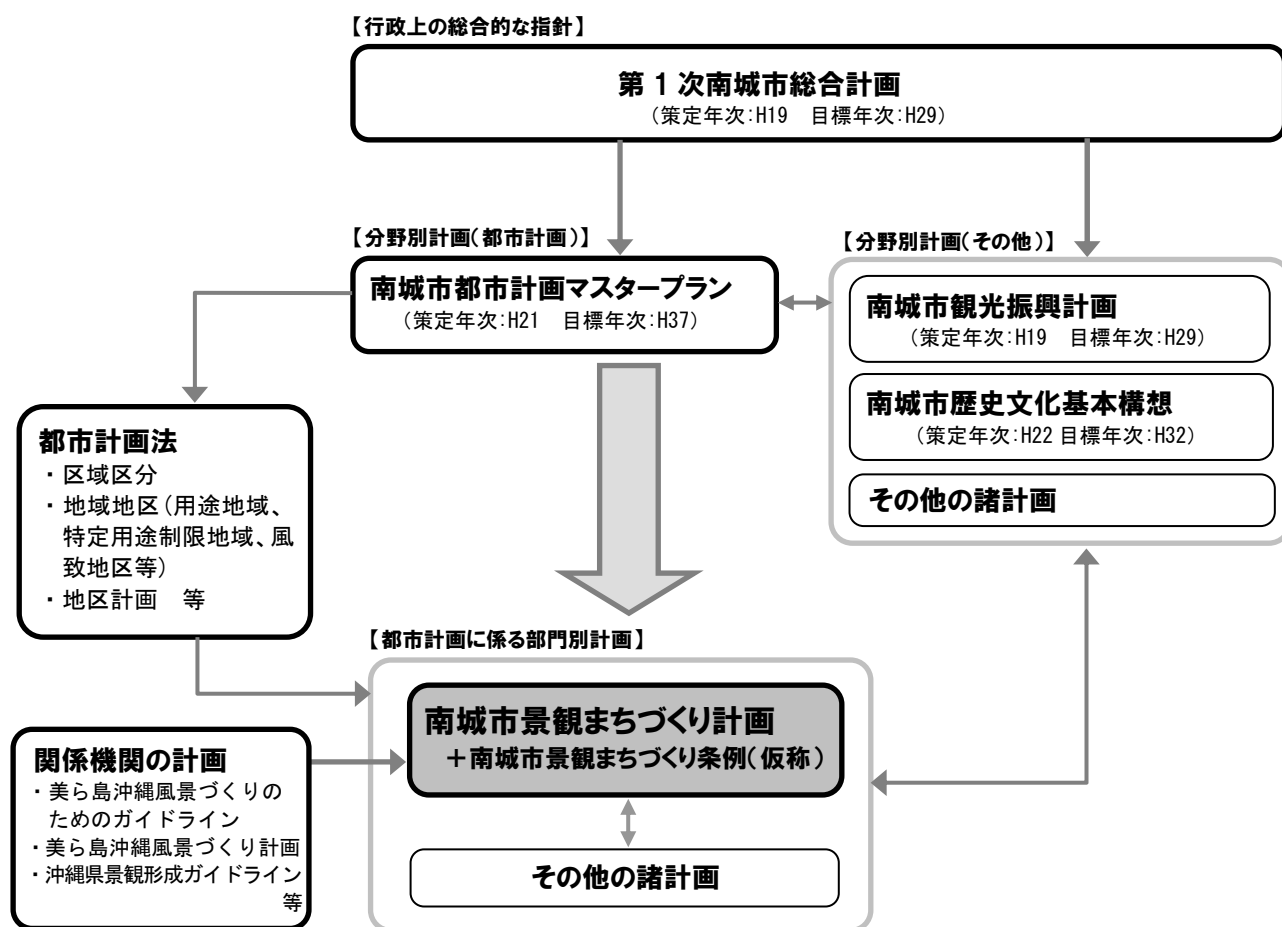 【行政上の総合的な指針】
第 1 次南城市総合計画
（策定年次：H19　目標年次：H29）
【分野別計画（都市計画）】
南城市都市計画マスタープラン
（策定年次：H21　目標年次：H37）
【分野別計画（その他）】
南城市観光振興計画
（策定年次：H19　目標年次：H29）
南城市歴史文化基本構想
（策定年次：H22 目標年次：H32）
その他の諸計画
都市計画法
・区域区分
・地域地区（用途地域、
特定用途制限地域、風
致地区等）
・地区計画　等
関係機関の計画
・美ら島沖縄風景づくりの
ためのガイドライン
・美ら島沖縄風景づくり計画
・沖縄県景観形成ガイドライン
等
【都市計画に係る部門別計画】
南城市景観まちづくり計画
＋南城市景観まちづくり条例（仮称）
その他の諸計画